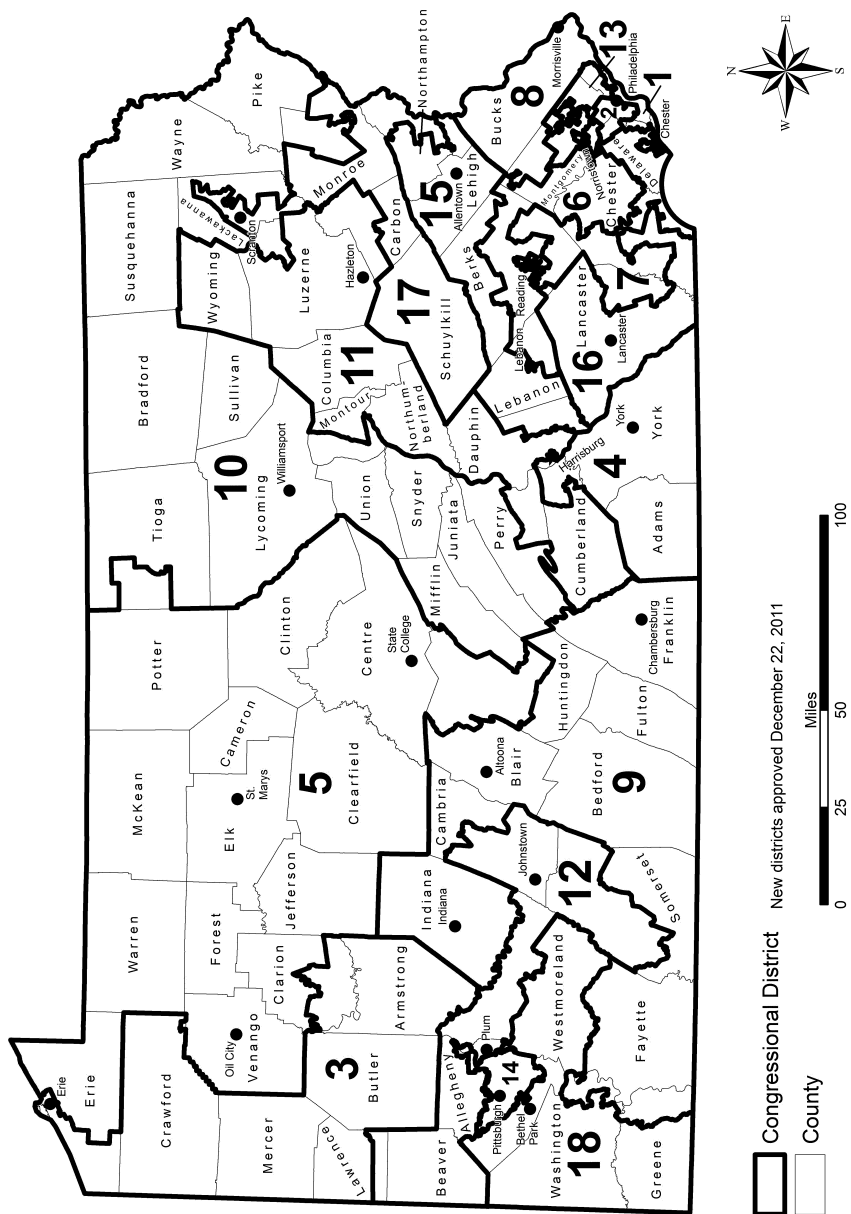 Erie
Erie
Crawford
Mercer
Lawrence
Butler
3
Beaver
Allegheny
Pittsburgh
14
Plum
Bethel
Park
Washington
18
Greene
Fayette
Westmoreland
Armstrong
Oil City
Venango
Clarion
Forest
Warren
McKean
Elk
St.
Marys
Jefferson
Indiana
Indiana
5
Clearfield
Cameron
Potter
Clinton
Centre
State
College
Cambria
Johnstown
12
Somerset
Altoona
Blair
Bedford
9
Fulton
Huntingdon
Chambersburg
Franklin
Mifflin
Juniata
Perry
Snyder
Union
Cumberland
Adams
York
York
4
Harrisburg
Dauphin
Northum
berland
Montour
Columbia
11
Tioga
Bradford
Susquehanna
Wayne
Pike
10
Lycoming
Williamsport
Sullivan
Wyoming
Lackawanna
Scranton
Luzerne
Hazleton
Monroe
Carbon
17
Schuylkill
Northampton
15
Allentown
Lehigh
Berks
Reading
Lebanon
Lebanon
16
Lancaster
Lancaster
7
Chester
6
Montgomery
Norristown
Bucks
8
Morrisville
13
Philadelphia
2
1
Chester
Delaware
N
E
S
W
Congressional District
County
New districts approved December 22, 2011
0
25
50
100
Miles